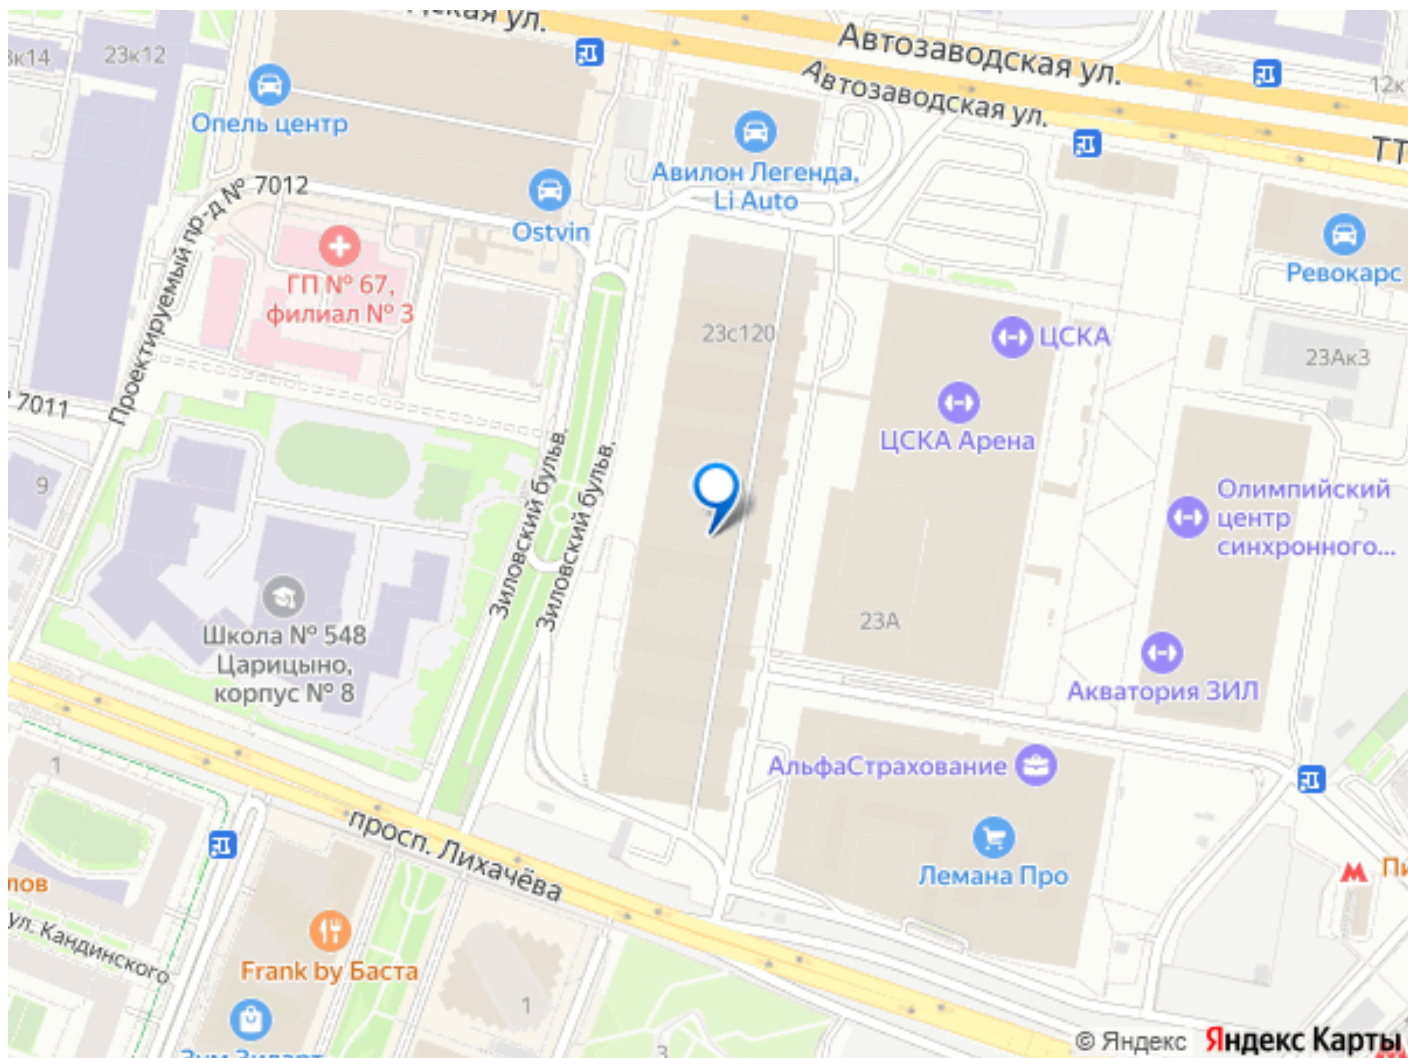 ская ул.
Автозаводская ул.
Автозаводская ул.
23к12
Опель центр
Авилон Легенда,
Li Auto
Проектируемый пр-д № 7012
Ostvin
ГП № 67,
филиал № 3
Ревокарс
23с120
ЦСКА
23Ак3
7011
ЦСКА Арена
Зиловский бульв.
Зиловский бульв.
9
Олимпийский
центр
синхронного...
23А
Школа № 548
Царицыно,
корпус № 8
Акватория ЗИЛ
1
АльфаСтрахование
просп. Лихачёва
Лемана Про
М
лов
ул. Кандинского
Frank by Баста
1
3
© Яндекс Яндекс Карты